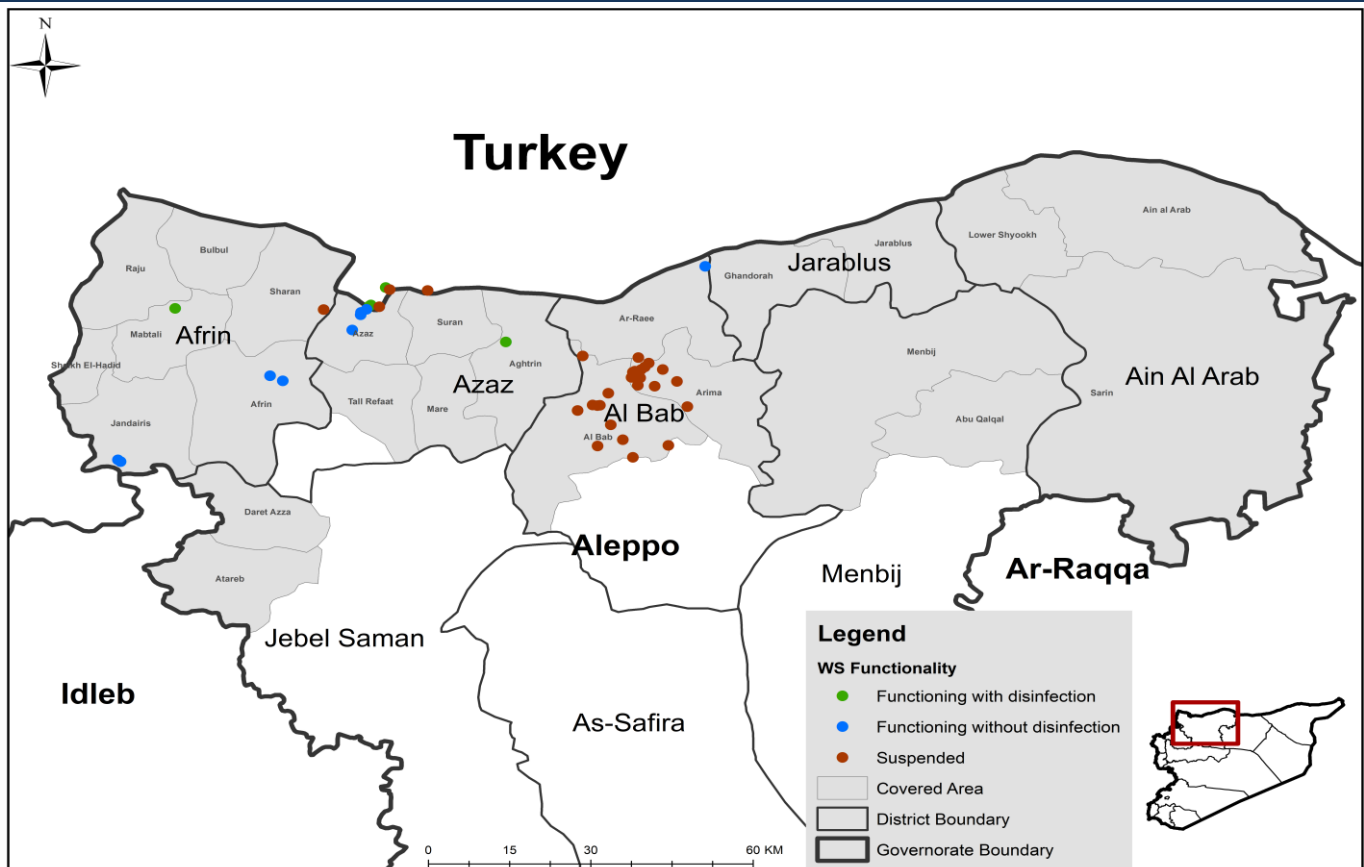 N
Turkey
Ain al Arab
Lower Shyookh
Bulbul
Jarablus
Raju
Ghandorah
Jarablus
Sharan
Ar-Raee
Suran
Mabtali
Afrin
Azaz
Menbij
Sheikh El-Hadid
Aghtrin
Ain Al Arab
Azaz
Arima
Sarin
Afrin
Tall Refaat
Mare
Al Bab
Abu Qalqal
Jandairis
Al Bab
Daret Azza
Aleppo
Ar-Raqqa
Menbij
Atareb
Jebel Saman
Idleb
As-Safira
Legend
WS Functionality
Functioning with disinfection
Functioning without disinfection
Suspended
Covered Area
District Boundary
Governorate Boundary
0 15 30 60 KM